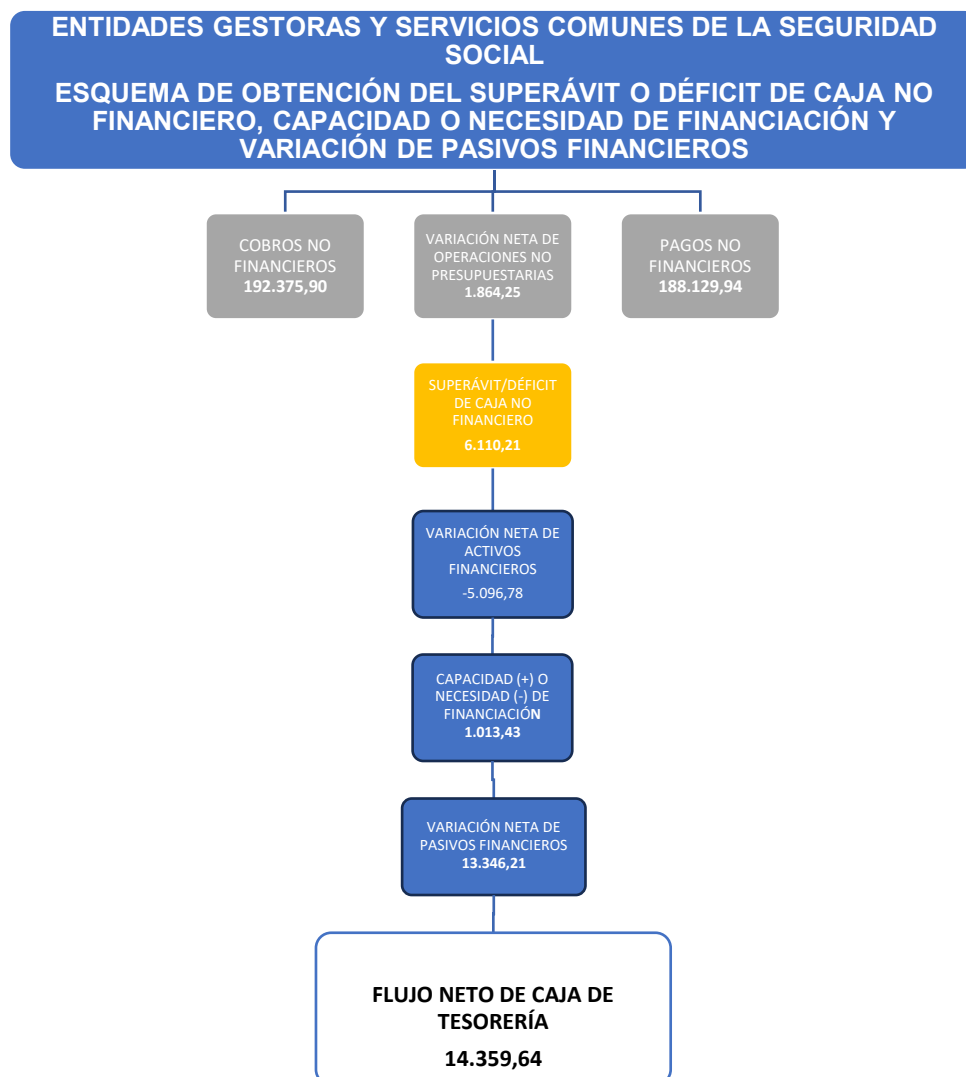 ENTIDADES GESTORAS Y SERVICIOS COMUNES DE LA SEGURIDAD
SOCIAL
ESQUEMA DE OBTENCIÓN DEL SUPERÁVIT O DÉFICIT DE CAJA NO
FINANCIERO, CAPACIDAD O NECESIDAD DE FINANCIACIÓN Y
VARIACIÓN DE PASIVOS FINANCIEROS
COBROS NO
FINANCIEROS
192.375,90
VARIACIÓN NETA DE
OPERACIONES NO
PRESUPUESTARIAS
1.864,25
PAGOS NO
FINANCIEROS
188.129,94
SUPERÁVIT/DÉFICIT
DE CAJA NO
FINANCIERO
6.110,21
VARIACIÓN NETA DE
ACTIVOS
FINANCIEROS
-5.096,78
CAPACIDAD (+) O
NECESIDAD (-) DE
FINANCIACIÓN
1.013,43
VARIACIÓN NETA DE
PASIVOS FINANCIEROS
13.346,21
FLUJO NETO DE CAJA DE
TESORERÍA
14.359,64